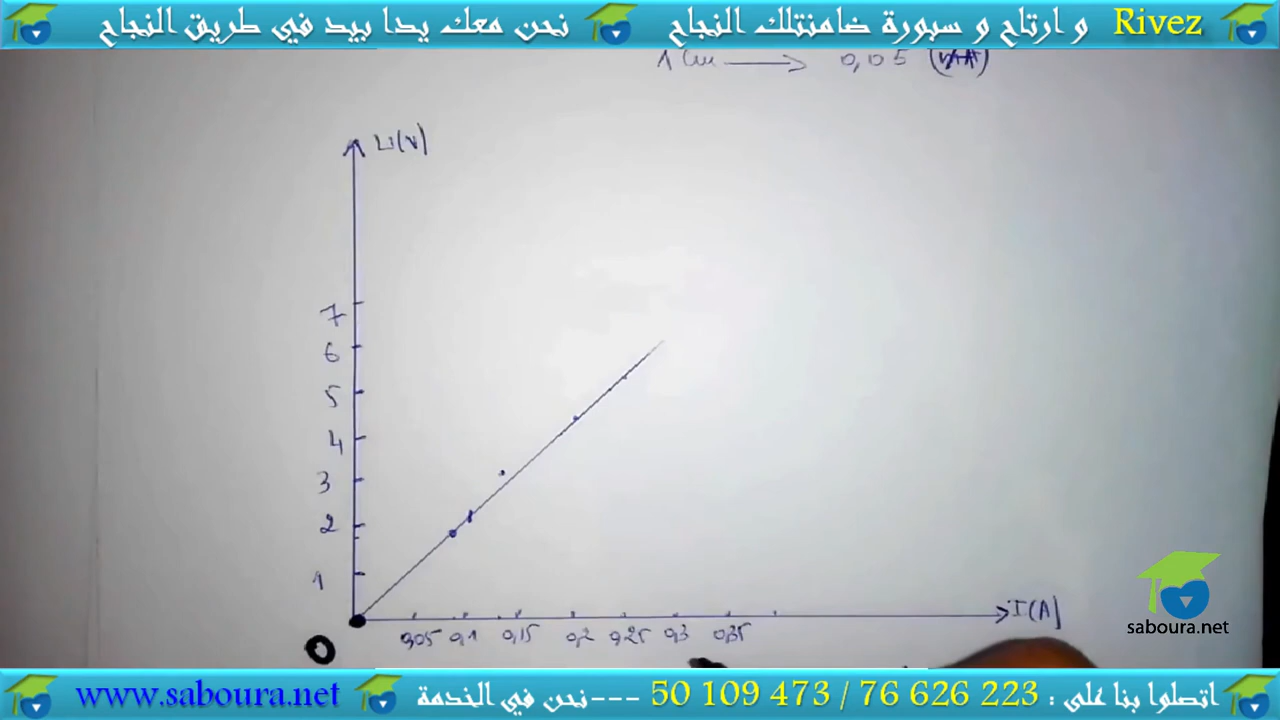 نحن معك يدا بيد في طريق النجاح و ارتاح و سبورة ضامنتلك النجاح Rivez
1 cm → 0,05
U(V)
7
6
5
4
3
2
1
0,05 0,1 0,15 0,2 0,25 0,3 0,35 I(A)
0
saboura.net
www.saboura.net نحن في الخدمة--- 50 109 473 / 76 626 223 : اتصلوا بنا على